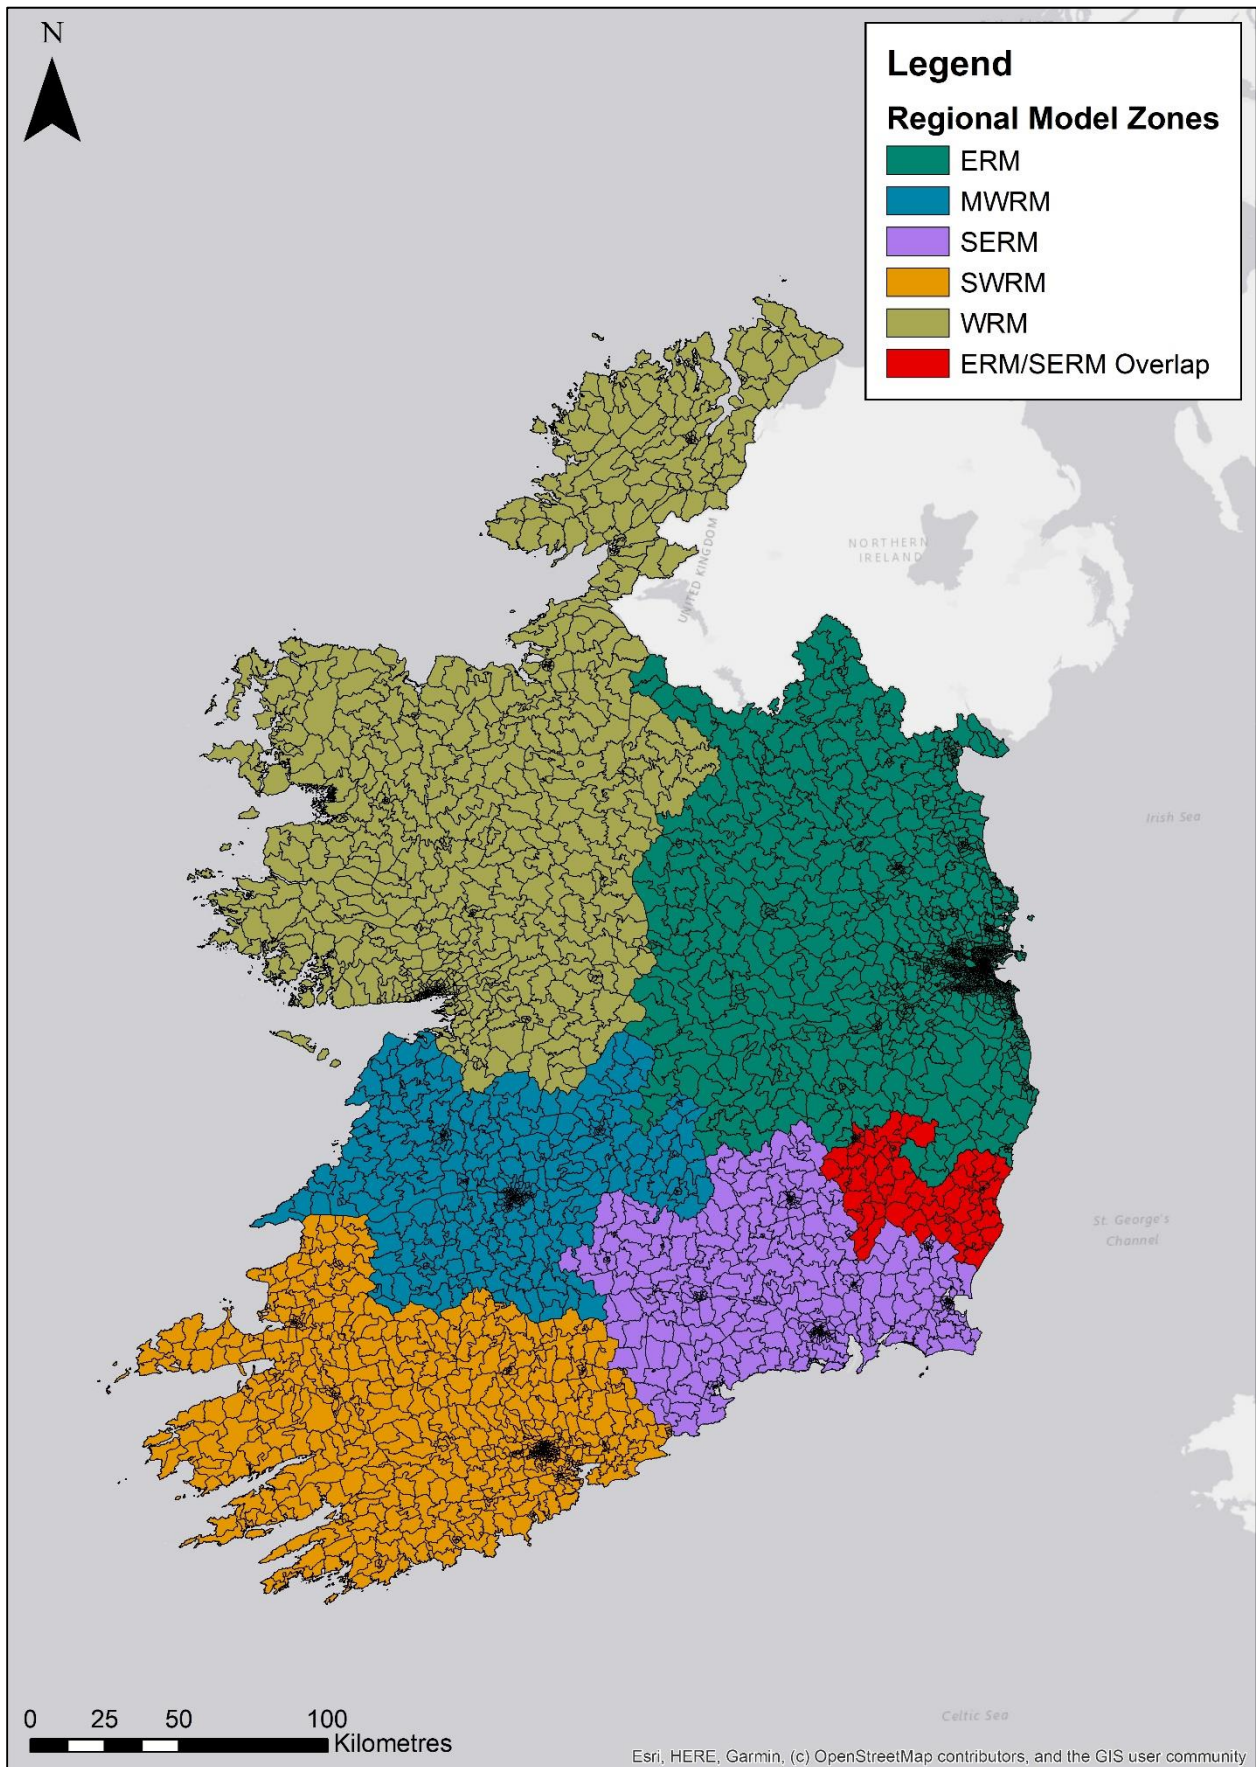 N
Legend
Regional Model Zones
ERM
MWRM
SERM
SWRM
WRM
ERM/SERM Overlap
NORTHERN
IRELAND
UNITED KINGDOM
Irish Sea
St. George's
Channel
Celtic Sea
0 25 50 100
Kilometres
Esri, HERE, Garmin, (c) OpenStreetMap contributors, and the GIS user community